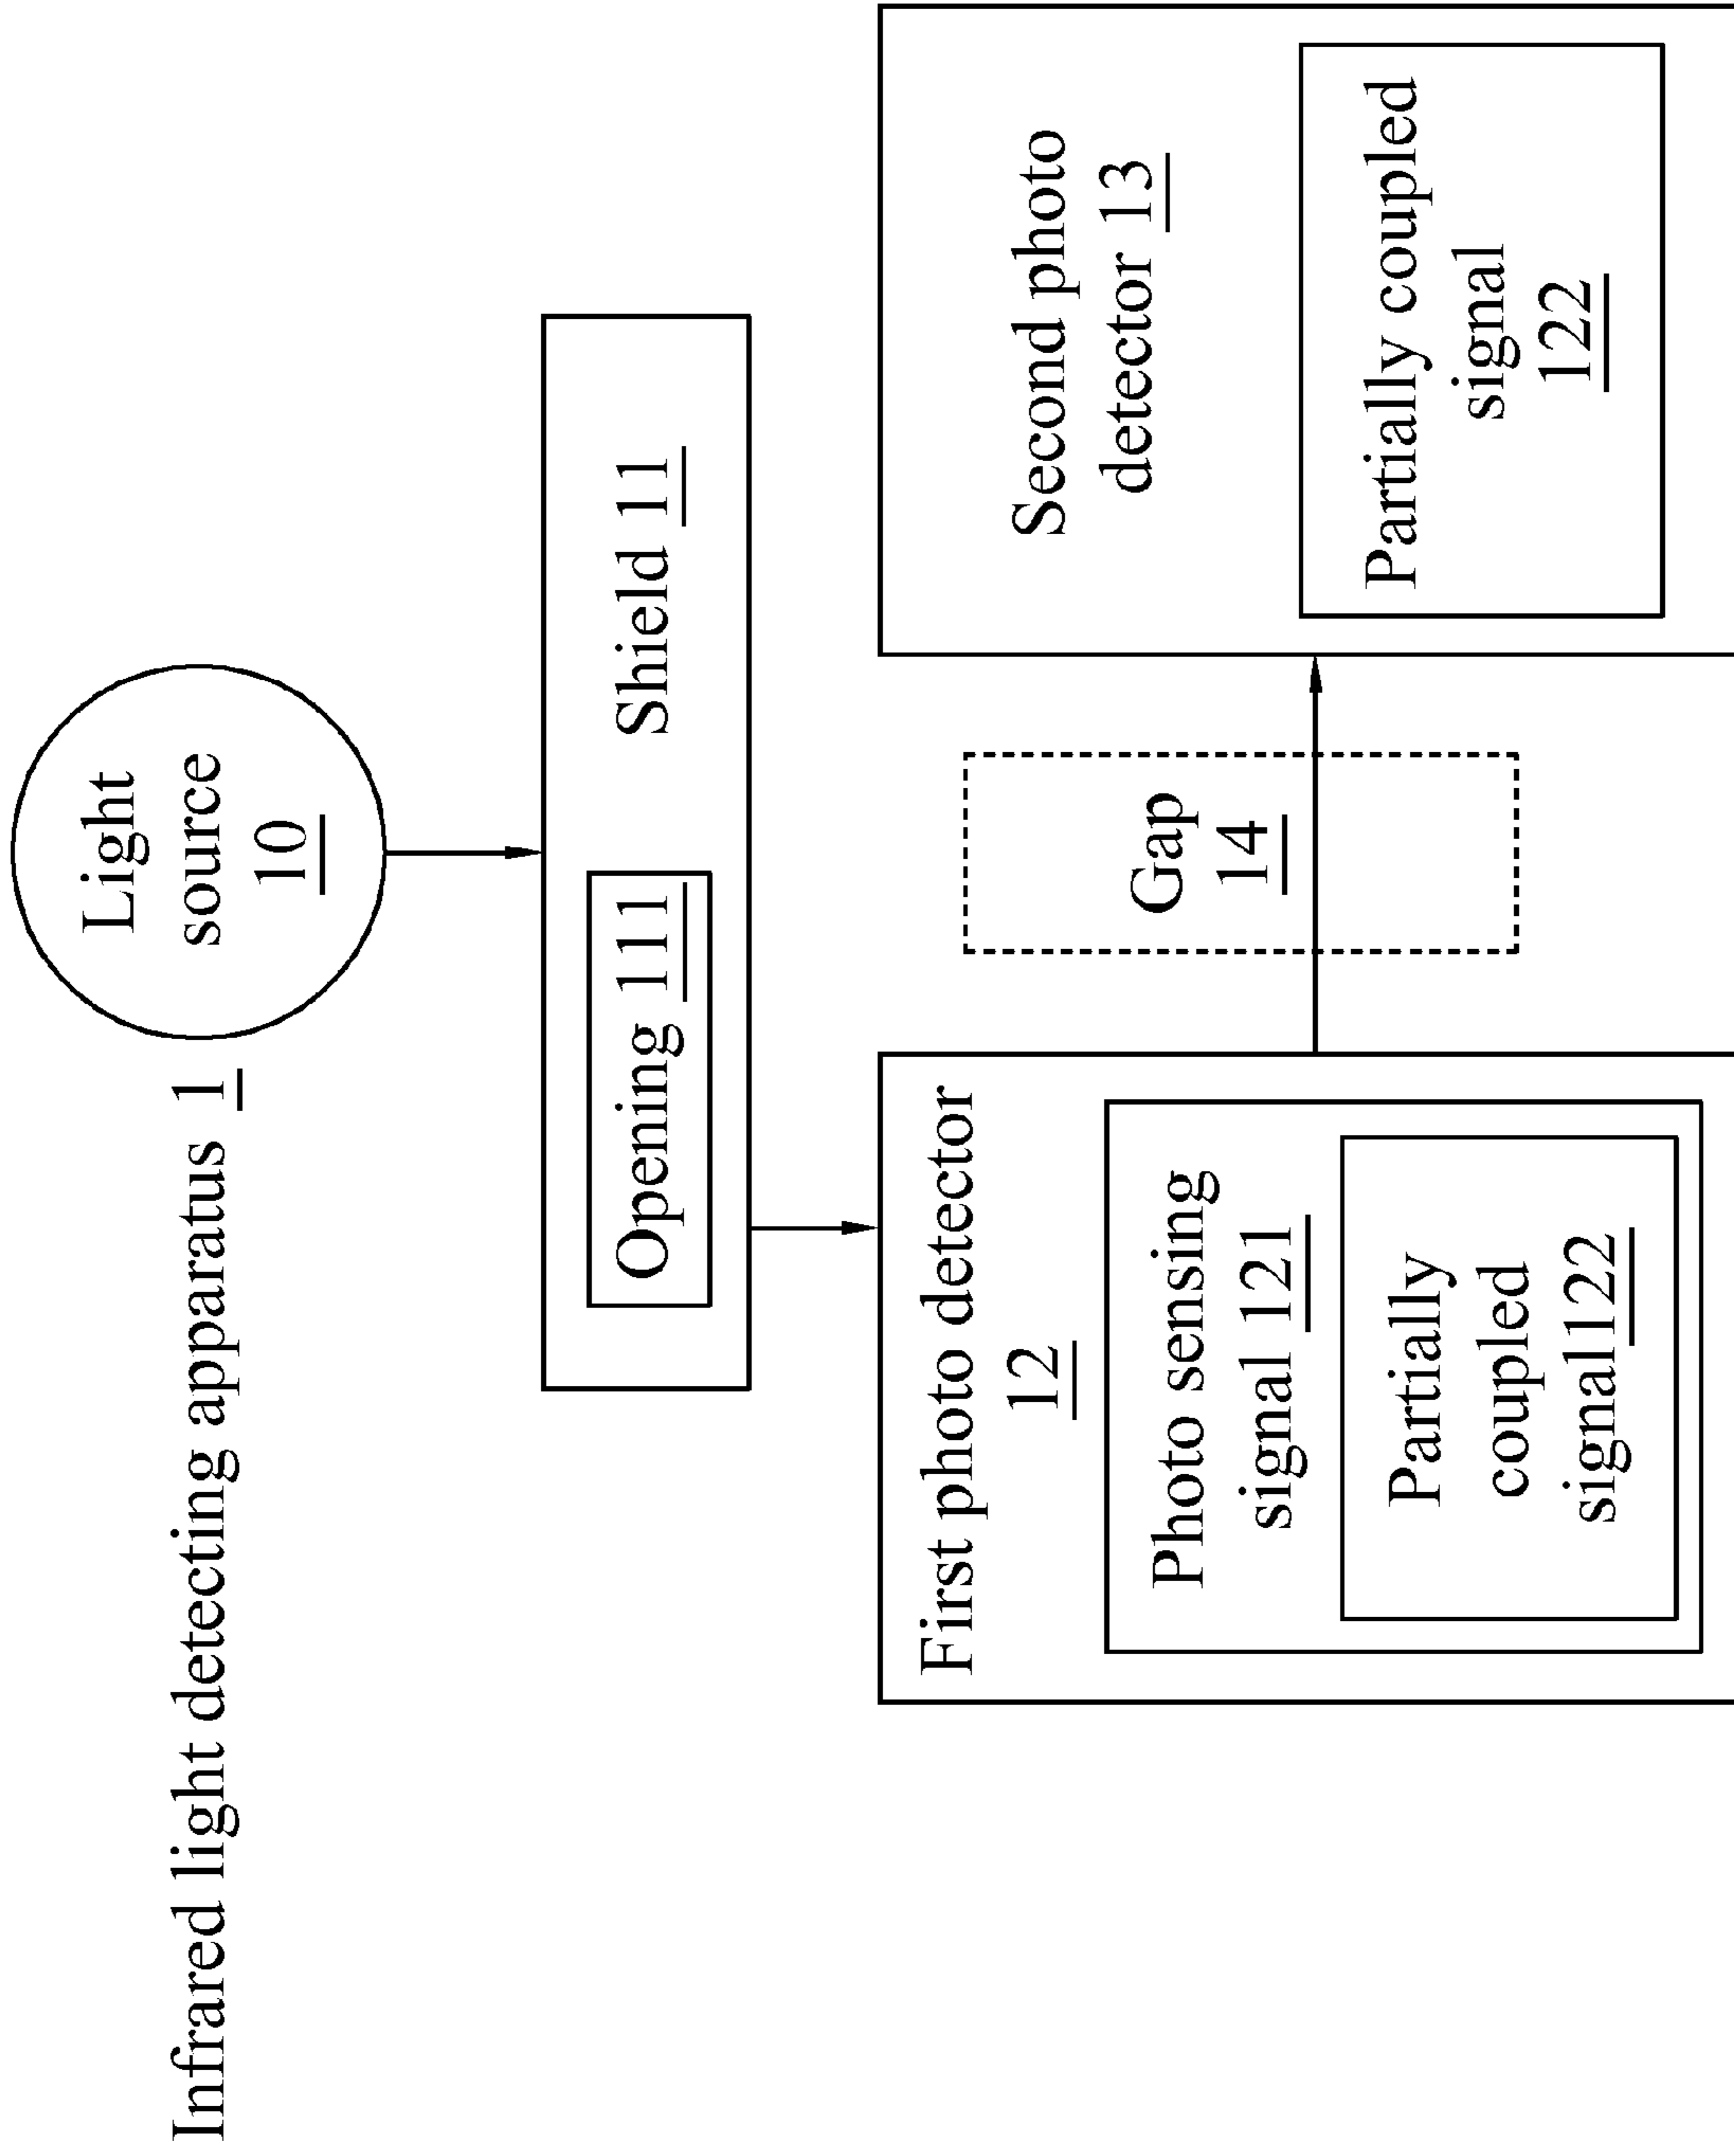 Infrared light detecting apparatus 1
Light
source
10
Opening 111
Shield 11
First photo detector
12
Photo sensing
signal 121
Partially
coupled
signal122
Gap
14
Second photo
detector 13
Partially coupled
signal
122